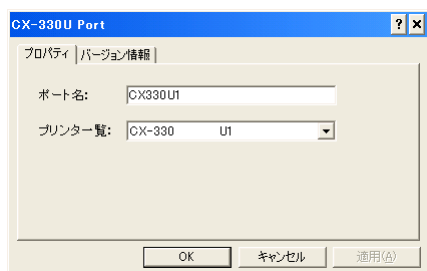 CX-330U Port
プロパティ バージョン情報
ポート名: CX330U1
プリンター覧: CX-330 U1
OK キャンセル 適用(A)